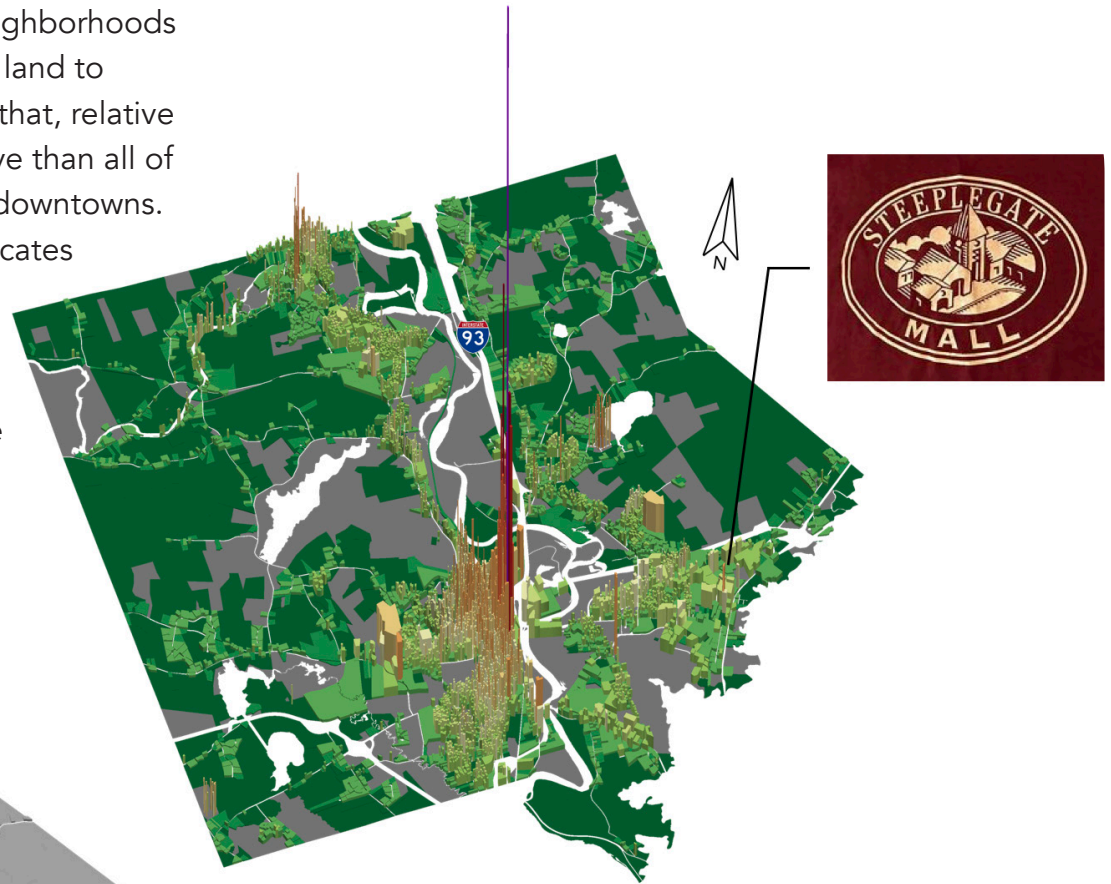 ghborhoods
land to
that, relative
ve than all of
downtowns.
cates
e
N
INTERSTATE
93
STEEPLEGATE
MALL